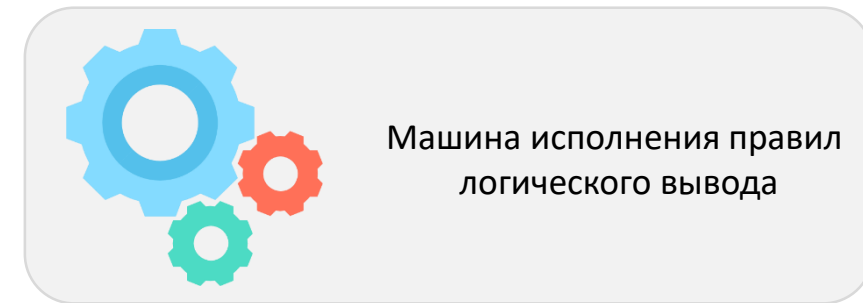 Машина исполнения правил
логического вывода